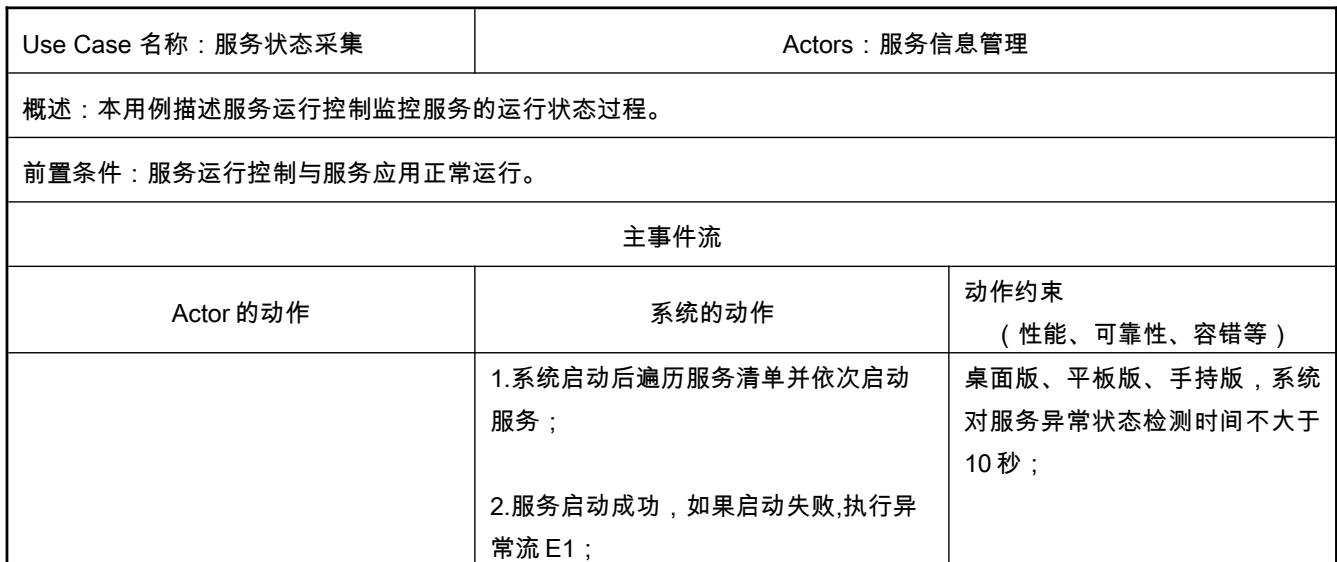 Use Case 名称：服务状态采集
Actors：服务信息管理
概述：本用例描述服务运行控制监控服务的运行状态过程。
前置条件：服务运行控制与服务应用正常运行。
主事件流
Actor 的动作
系统的动作
动作约束
（性能、可靠性、容错等）
1.系统启动后遍历服务清单并依次启动
服务；
2.服务启动成功，如果启动失败,执行异
常流 E1；
桌面版、平板版、手持版，系统
对服务异常状态检测时间不大于
10 秒；